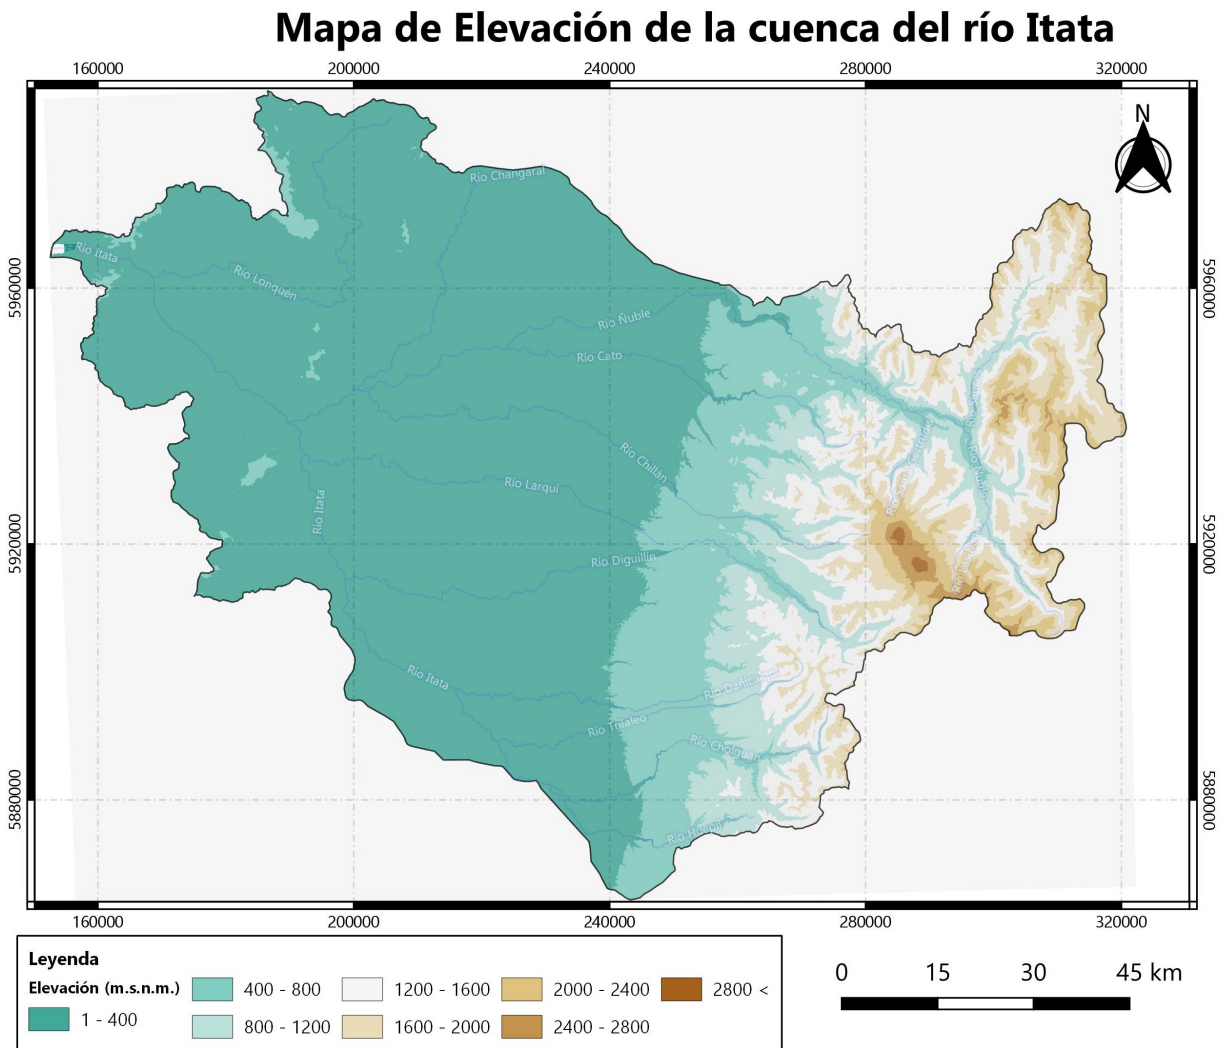 Mapa de Elevación de la cuenca del río Itata
160000 200000 240000 280000 320000
N
Río Changaral
Río Itata
Río Lonquén
5960000 5960000
Río Ñuble
Río Cato
Río Chillán
Río Larqui
Río Itata
Río Ñuble
5920000 5920000
Río Diguillín
Río Itata
Río Trilaleo
Río Cholguán
5880000 5880000
Río Huépil
160000 200000 240000 280000 320000
Leyenda
Elevación (m.s.n.m.)
1 - 400
400 - 800
800 - 1200
1200 - 1600
1600 - 2000
2000 - 2400
2400 - 2800
2800 <
0 15 30 45 km